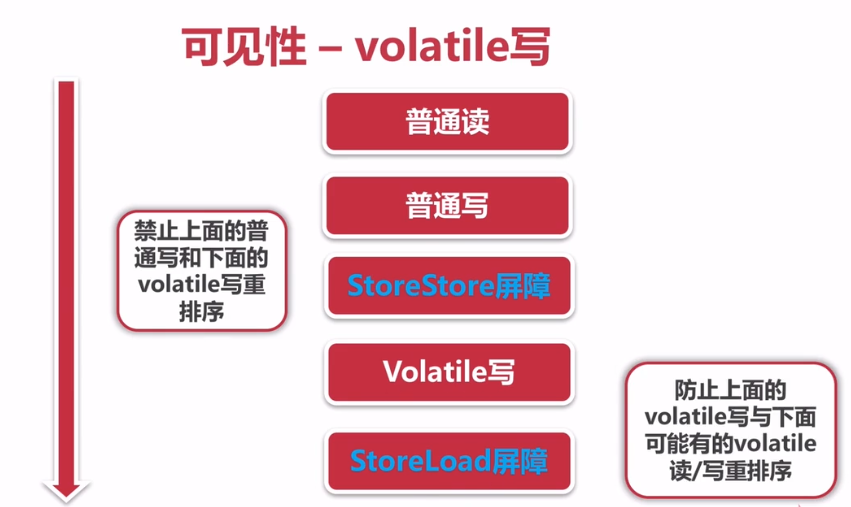 可见性 – volatile写
普通读
普通写
禁止上面的普
通写和下面的
volatile写重
排序
StoreStore屏障
Volatile写
防止上面的
volatile写与下面
可能有的volatile
读/写重排序
StoreLoad屏障